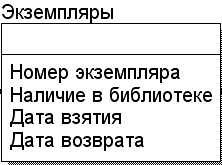 Экземпляры
Номер экземпляра
Наличие в библиотеке
Дата взятия
Дата возврата